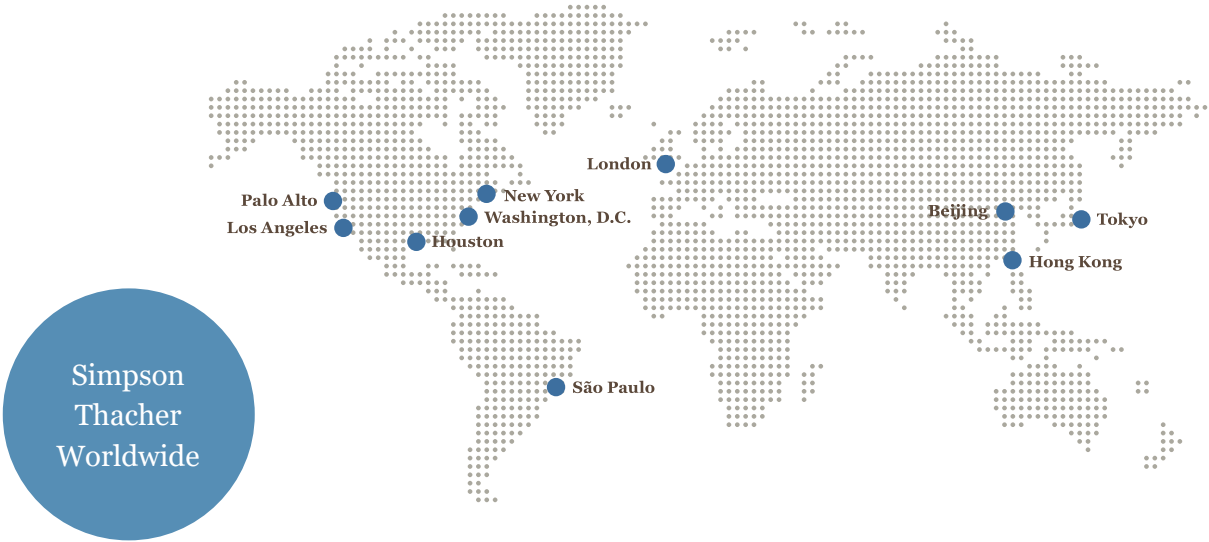 London
Palo Alto
New York
Washington, D.C.
Los Angeles
Houston
Beijing
Tokyo
Hong Kong
São Paulo
Simpson
Thacher
Worldwide